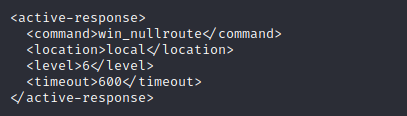 <active-response>
  <command>win_nullroute</command>
  <location>local</location>
  <level>6</level>
  <timeout>600</timeout>
</active-response>